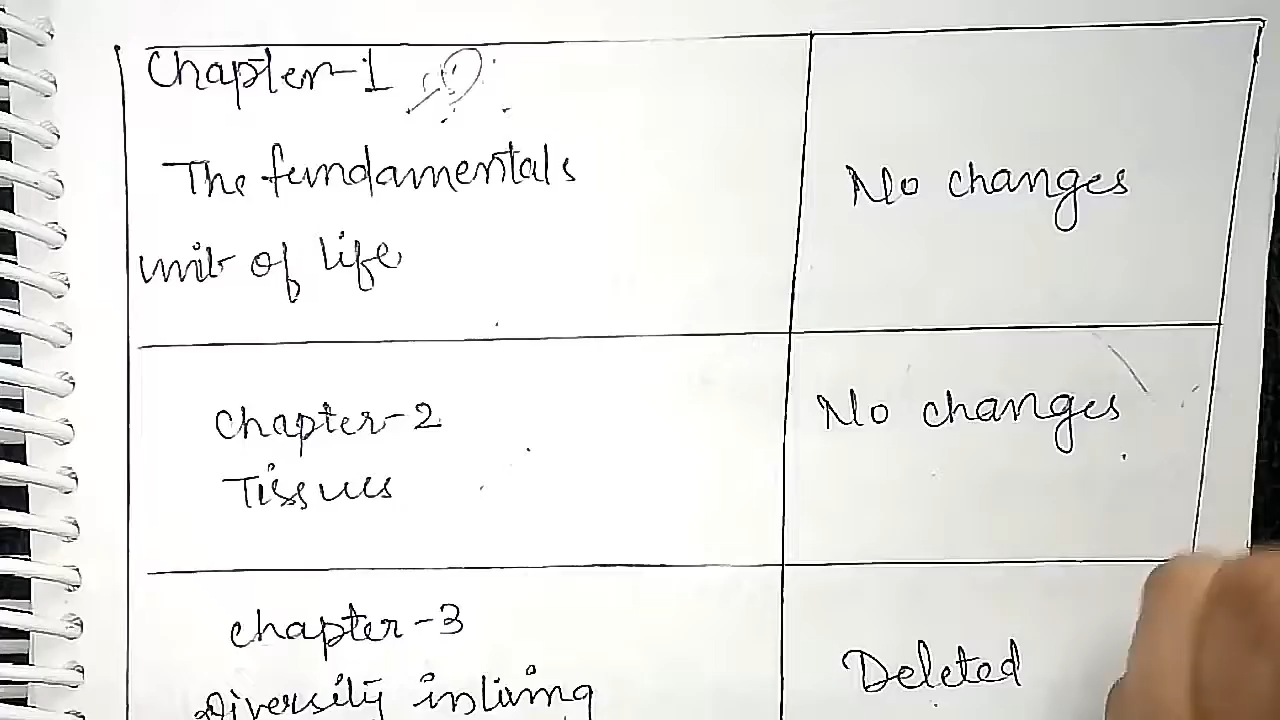 Chapter-1
The fundamentals
unit of life
No changes
Chapter-2
Tissues
No changes
Chapter-3
Diversity in living
Deleted